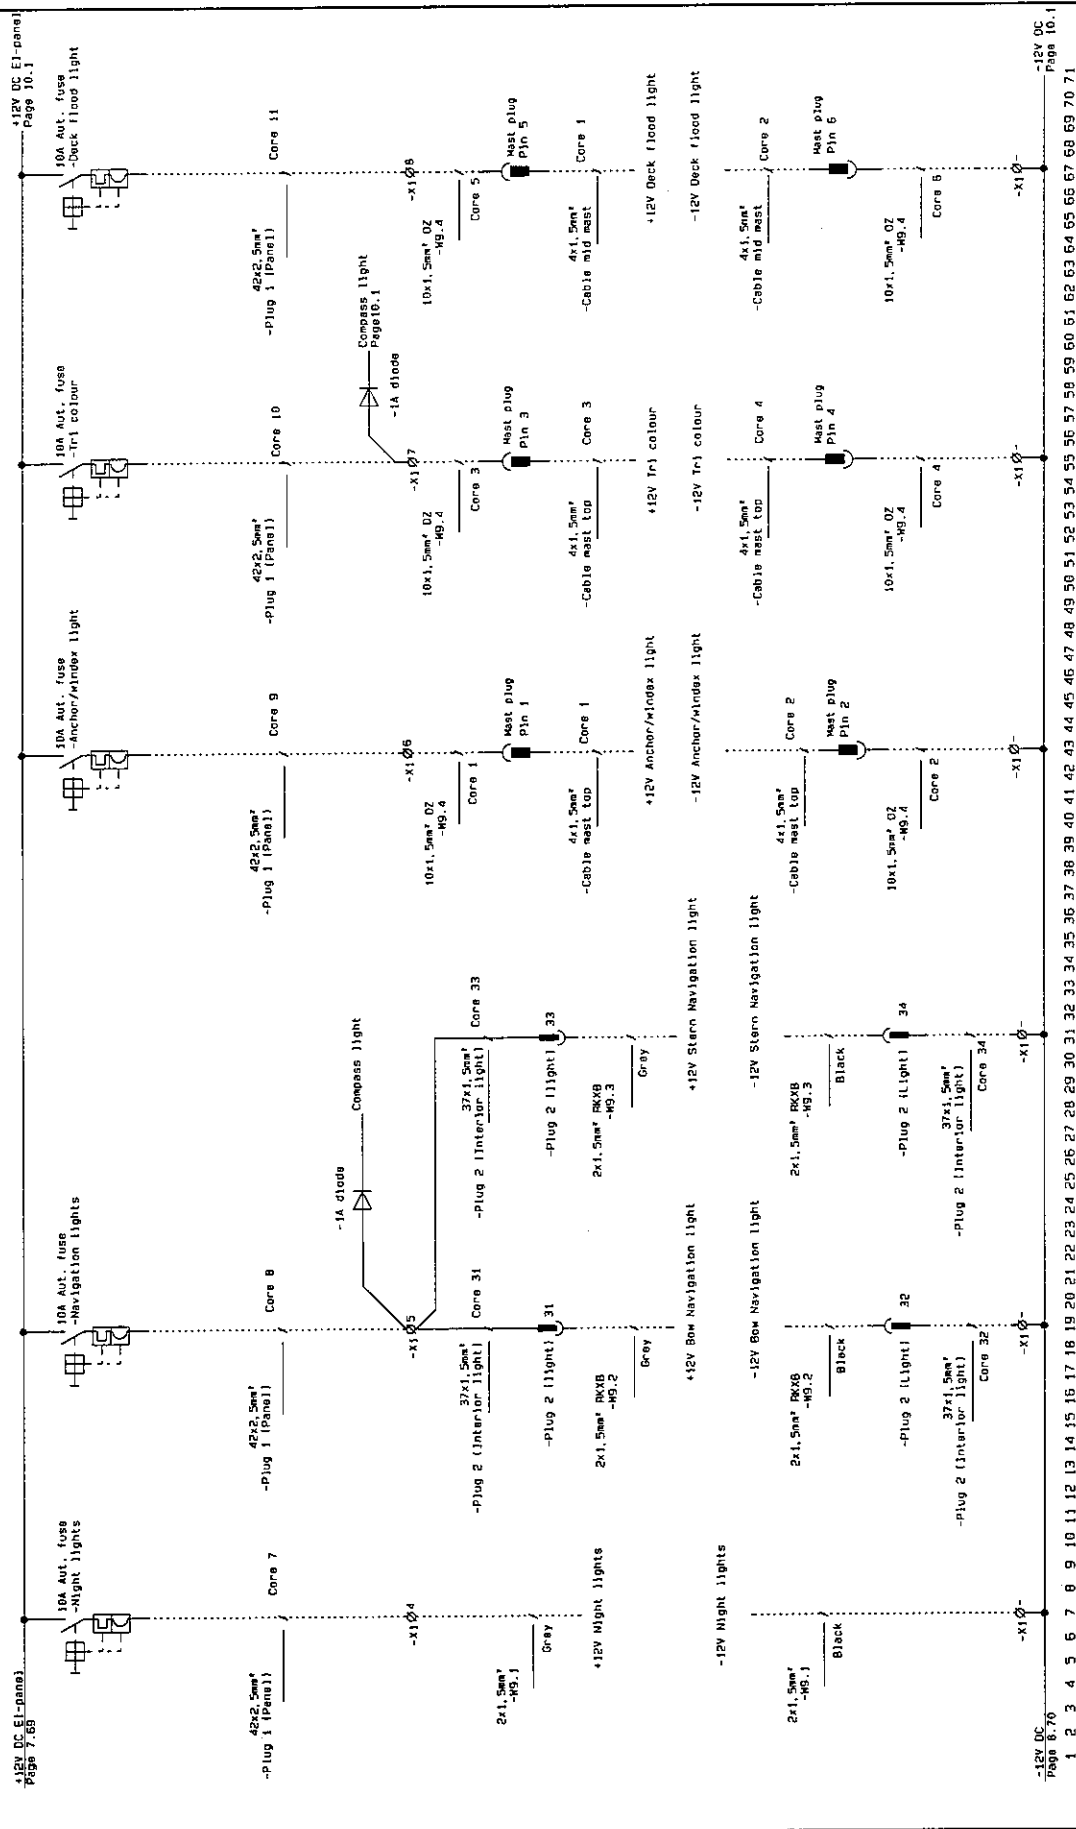 +12V DC El-panel
Page 7.69
+12V DC El-panel
Page 10.1
10A Aut. fuse
-Night lights
42x2,5mm²
-Plug 1 (Panel)
Core 7
-X1 4
2x1,5mm²
-W9.1
Gray
+12V Night lights
-12V Night lights
2x1,5mm²
-W9.1
Black
-X1 -
10A Aut. fuse
-Navigation lights
42x2,5mm²
-Plug 1 (Panel)
Core 8
-1A diode
Compass light
-X1 5
37x1,5mm²
-Plug 2 (Interior light)
Core 31
-Plug 2 (light)
31
2x1,5mm² RKXB
-W9.2
Gray
+12V Bow Navigation light
-12V Bow Navigation light
2x1,5mm² RKXB
-W9.2
Black
-Plug 2 (Light)
32
37x1,5mm²
-Plug 2 (Interior light)
Core 32
-X1 -
37x1,5mm²
-Plug 2 (Interior light)
Core 33
-Plug 2 (light)
33
2x1,5mm² RKXB
-W9.3
Gray
+12V Stern Navigation light
-12V Stern Navigation light
2x1,5mm² RKXB
-W9.3
Black
-Plug 2 (Light)
34
37x1,5mm²
-Plug 2 (Interior light)
Core 34
-X1 -
10A Aut. fuse
-Anchor/windex light
42x2,5mm²
-Plug 1 (Panel)
Core 9
-X1 6
10x1,5mm² OZ
-W9.4
Core 1
Mast plug
Pin 1
4x1,5mm²
-Cable mast top
Core 1
+12V Anchor/windex light
-12V Anchor/windex light
4x1,5mm²
-Cable mast top
Core 2
Mast plug
Pin 2
10x1,5mm² OZ
-W9.4
Core 2
-X1 -
10A Aut. fuse
-Tri colour
42x2,5mm²
-Plug 1 (Panel)
Core 10
Compass light
Page10.1
-1A diode
-X1 7
10x1,5mm² OZ
-W9.4
Core 3
Mast plug
Pin 3
4x1,5mm²
-Cable mast top
Core 3
+12V Tri colour
-12V Tri colour
4x1,5mm²
-Cable mast top
Core 4
Mast plug
Pin 4
10x1,5mm² OZ
-W9.4
Core 4
-X1 -
10A Aut. fuse
-Deck flood light
42x2,5mm²
-Plug 1 (Panel)
Core 11
-X1 8
10x1,5mm² OZ
-W9.4
Core 5
Mast plug
Pin 5
4x1,5mm²
-Cable mid mast
Core 1
+12V Deck flood light
-12V Deck flood light
4x1,5mm²
-Cable mid mast
Core 2
Mast plug
Pin 6
10x1,5mm² OZ
-W9.4
Core 6
-X1 -
-12V DC
Page 8.70
-12V DC
Page 10.1
1 2 3 4 5 6 7 8 9 10 11 12 13 14 15 16 17 18 19 20 21 22 23 24 25 26 27 28 29 30 31 32 33 34 35 36 37 38 39 40 41 42 43 44 45 46 47 48 49 50 51 52 53 54 55 56 57 58 59 60 61 62 63 64 65 66 67 68 69 70 71